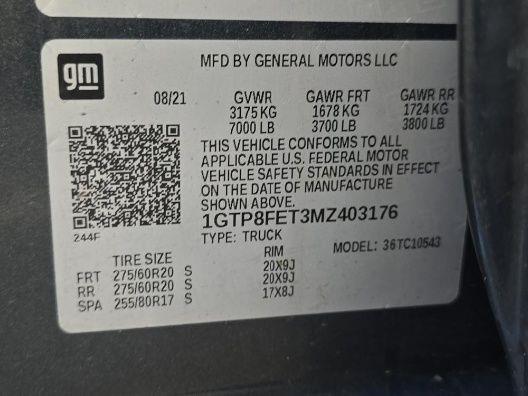 gm
MFD BY GENERAL MOTORS LLC
08/21 GVWR GAWR FRT GAWR RR
3175 KG 1678 KG 1724 KG
7000 LB 3700 LB 3800 LB
THIS VEHICLE CONFORMS TO ALL
APPLICABLE U.S. FEDERAL MOTOR
VEHICLE SAFETY STANDARDS IN EFFECT
ON THE DATE OF MANUFACTURE
SHOWN ABOVE.
1GTP8FET3MZ403176
244F
TYPE: TRUCK MODEL: 36TC10543
TIRE SIZE RIM
FRT 275/60R20 S 20X9J
RR 275/60R20 S 20X9J
SPA 255/80R17 S 17X8J